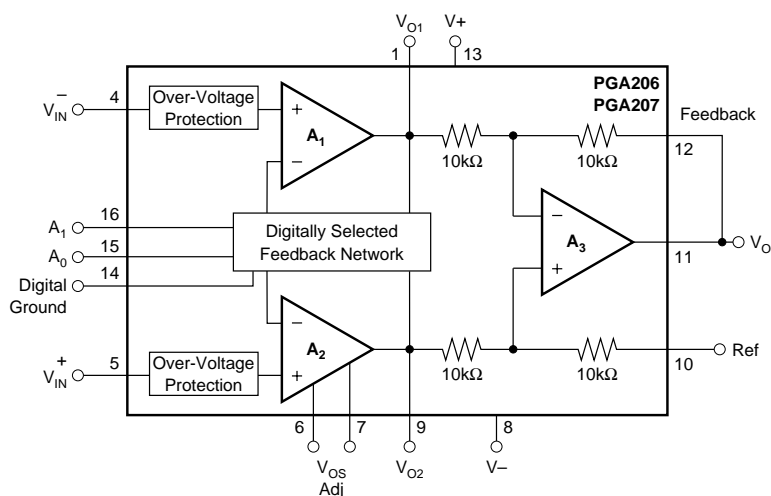 V_O1
V+
1
13
PGA206
PGA207
Feedback
4
V_IN^–
Over-Voltage
Protection
+
A_1
–
10kΩ
10kΩ
12
16
A_1
15
A_0
14
Digital
Ground
Digitally Selected
Feedback Network
–
A_3
+
11
V_O
–
A_2
+
5
V_IN^+
Over-Voltage
Protection
10kΩ
10kΩ
10
Ref
6
7
9
8
V_OS
Adj
V_O2
V–